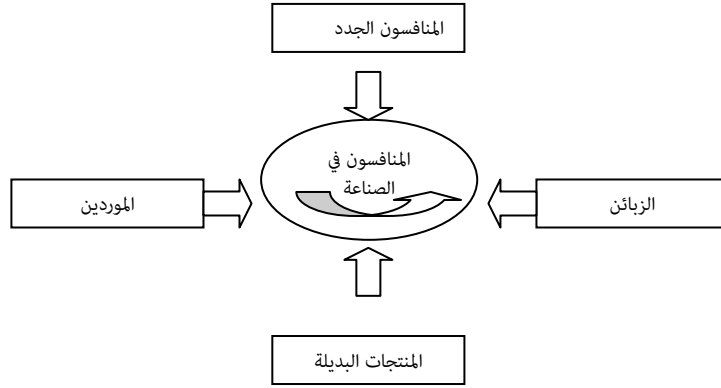 المنافسون الجدد
المنافسون في
الصناعة
الزبائن
الموردين
المنتجات البديلة